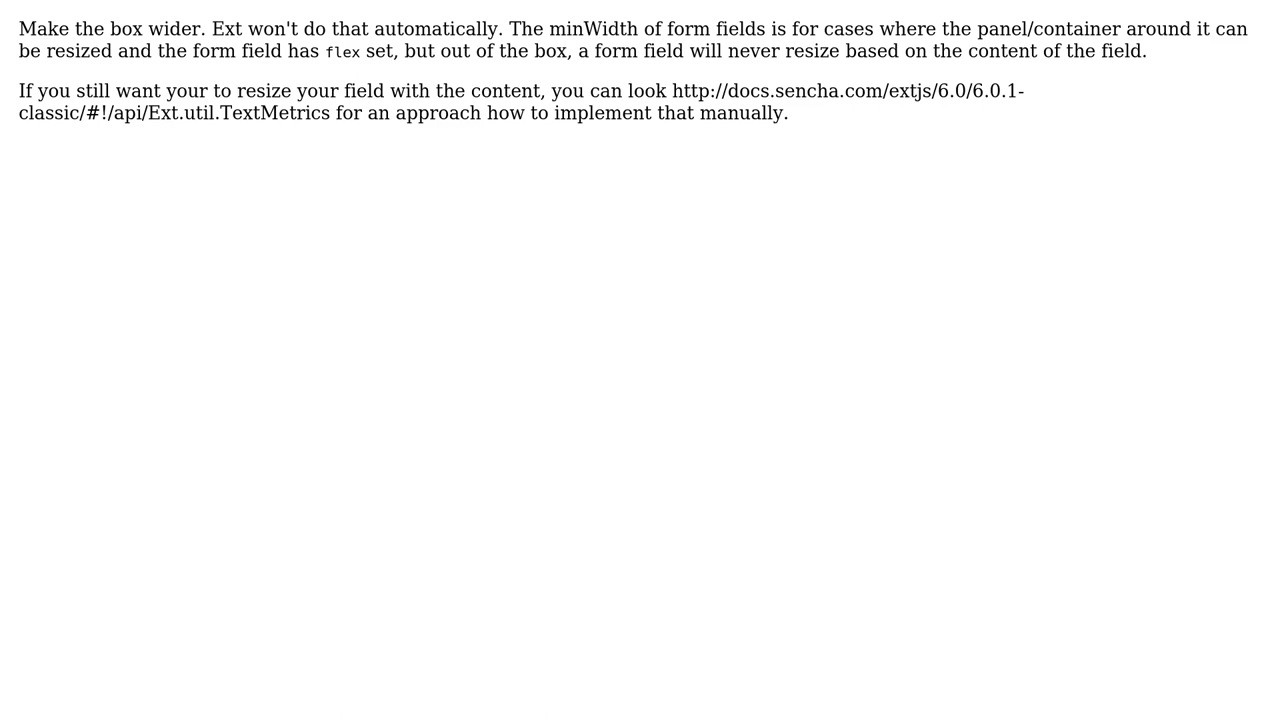 Make the box wider. Ext won't do that automatically. The minWidth of form fields is for cases where the panel/container around it can
be resized and the form field has flex set, but out of the box, a form field will never resize based on the content of the field.
If you still want your to resize your field with the content, you can look http://docs.sencha.com/extjs/6.0/6.0.1-
classic/#!/api/Ext.util.TextMetrics for an approach how to implement that manually.